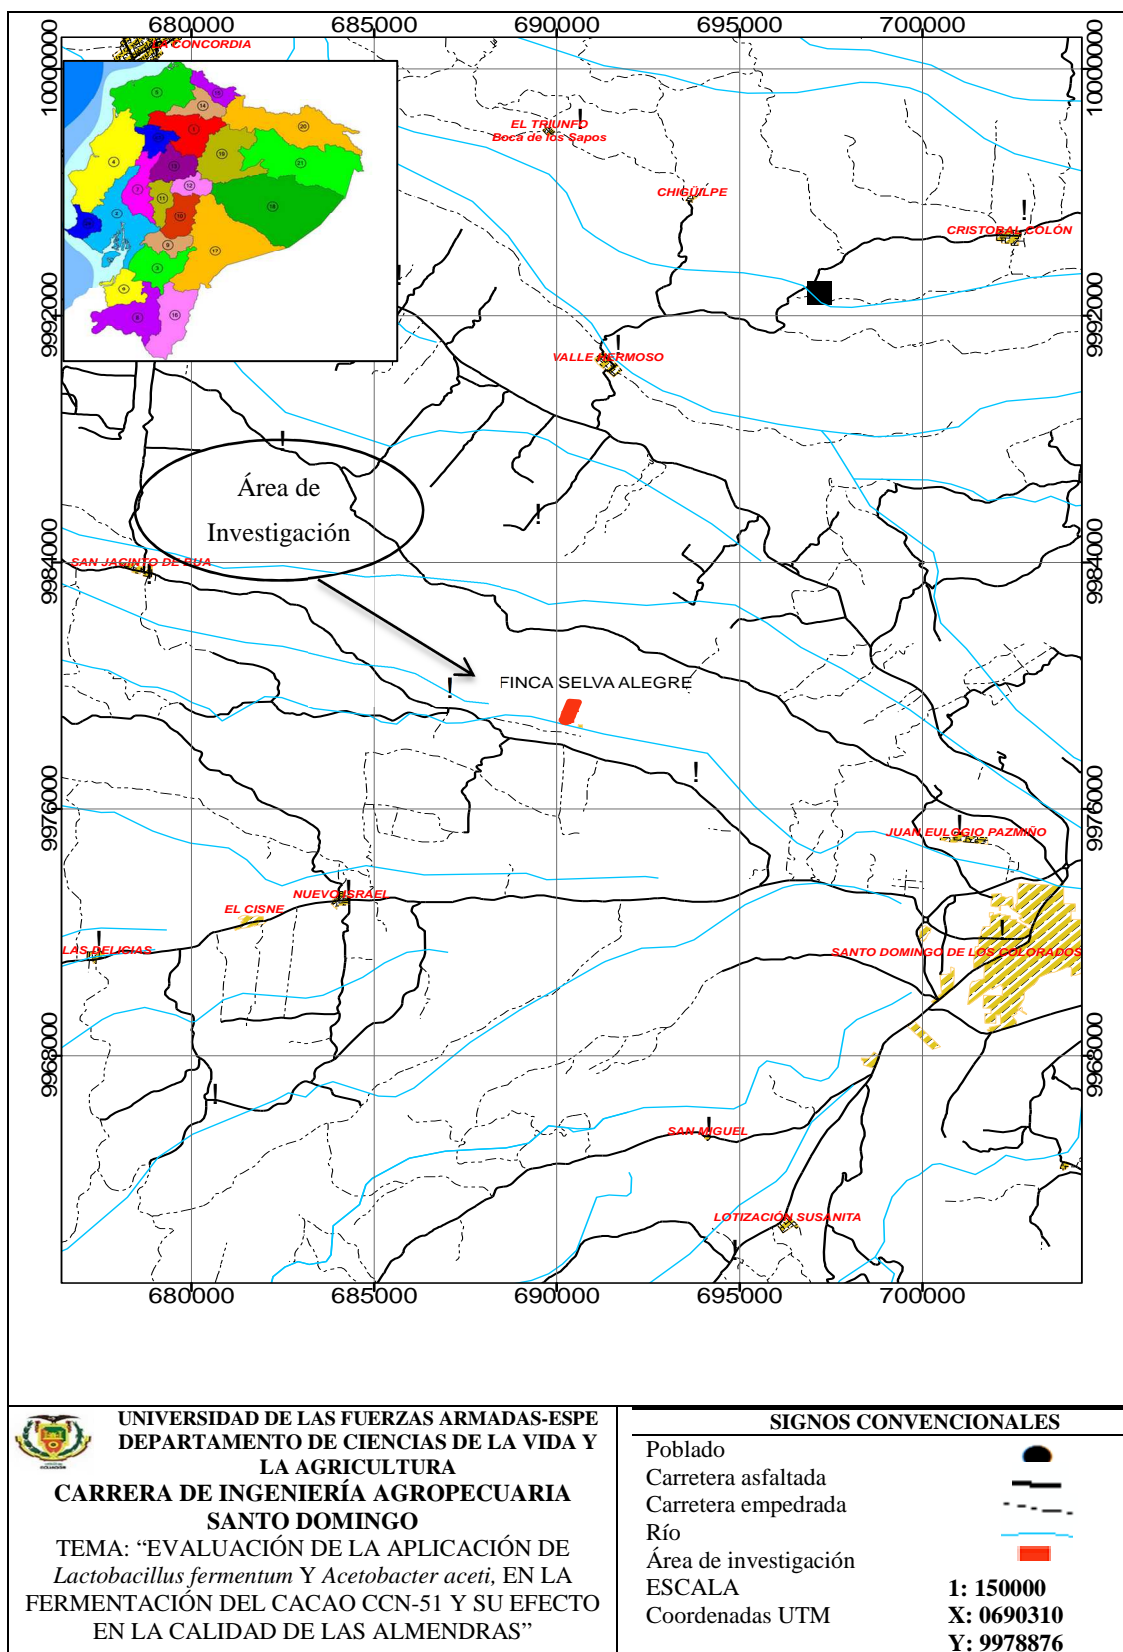 680000 685000 690000 695000 700000
10000000
10000000
LA CONCORDIA
EL TRIUNFO
Boca de los Sapos
CHIGÜILPE
CRISTOBAL COLÓN
9992000
9992000
VALLE HERMOSO
Área de
Investigación
9984000
9984000
SAN JACINTO DE BUA
FINCA SELVA ALEGRE
9976000
9976000
JUAN EULOGIO PAZMIÑO
NUEVO ISRAEL
EL CISNE
LAS DELICIAS
SANTO DOMINGO DE LOS COLORADOS
9968000
9968000
SAN MIGUEL
LOTIZACIÓN SUSANITA
680000 685000 690000 695000 700000
UNIVERSIDAD DE LAS FUERZAS ARMADAS-ESPE
DEPARTAMENTO DE CIENCIAS DE LA VIDA Y
LA AGRICULTURA
CARRERA DE INGENIERÍA AGROPECUARIA
SANTO DOMINGO
TEMA: “EVALUACIÓN DE LA APLICACIÓN DE
Lactobacillus fermentum Y Acetobacter aceti, EN LA
FERMENTACIÓN DEL CACAO CCN-51 Y SU EFECTO
EN LA CALIDAD DE LAS ALMENDRAS”
SIGNOS CONVENCIONALES
Poblado
Carretera asfaltada
Carretera empedrada
Río
Área de investigación
ESCALA 1: 150000
Coordenadas UTM X: 0690310
Y: 9978876